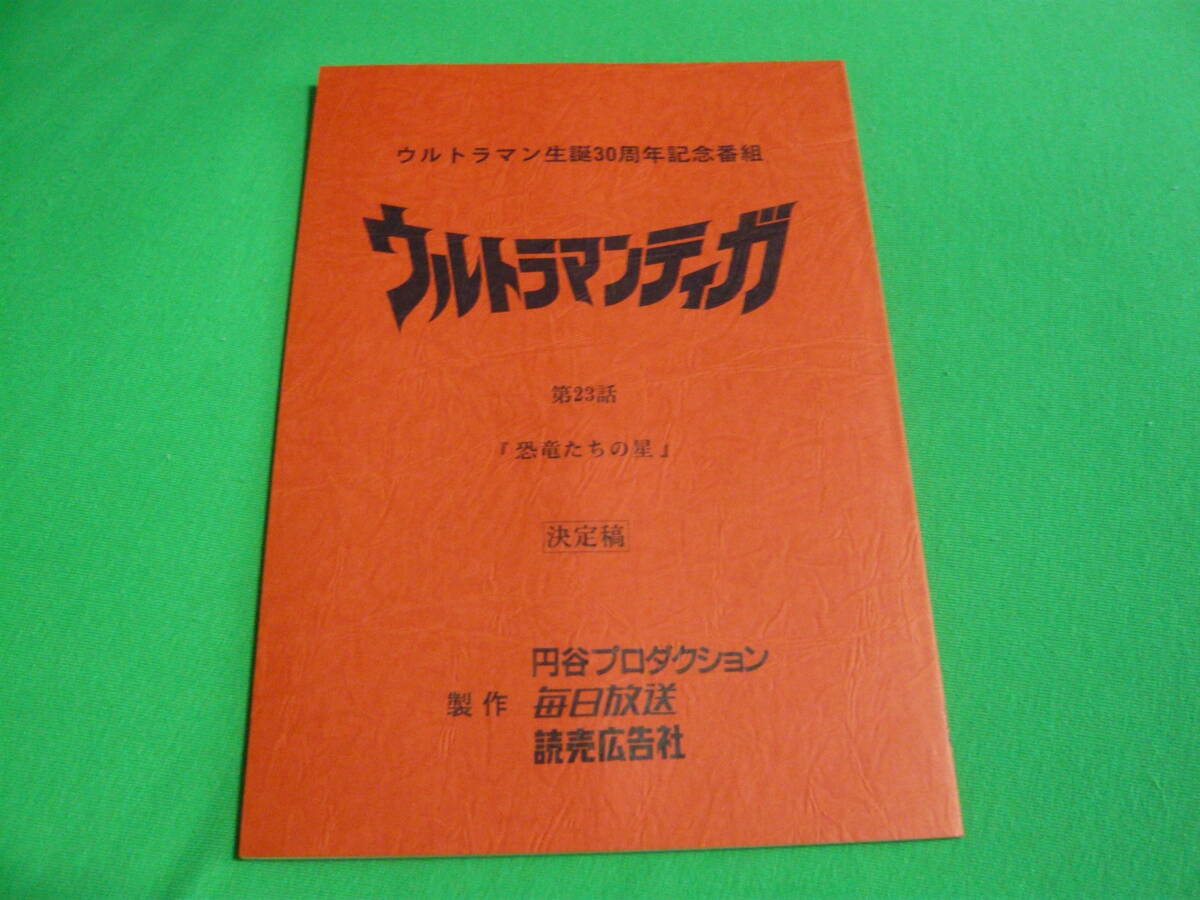 ウルトラマン生誕30周年記念番組
ウルトラマンティガ
第23話
『恐竜たちの星』
決定稿
円谷プロダクション
製作 毎日放送
読売広告社